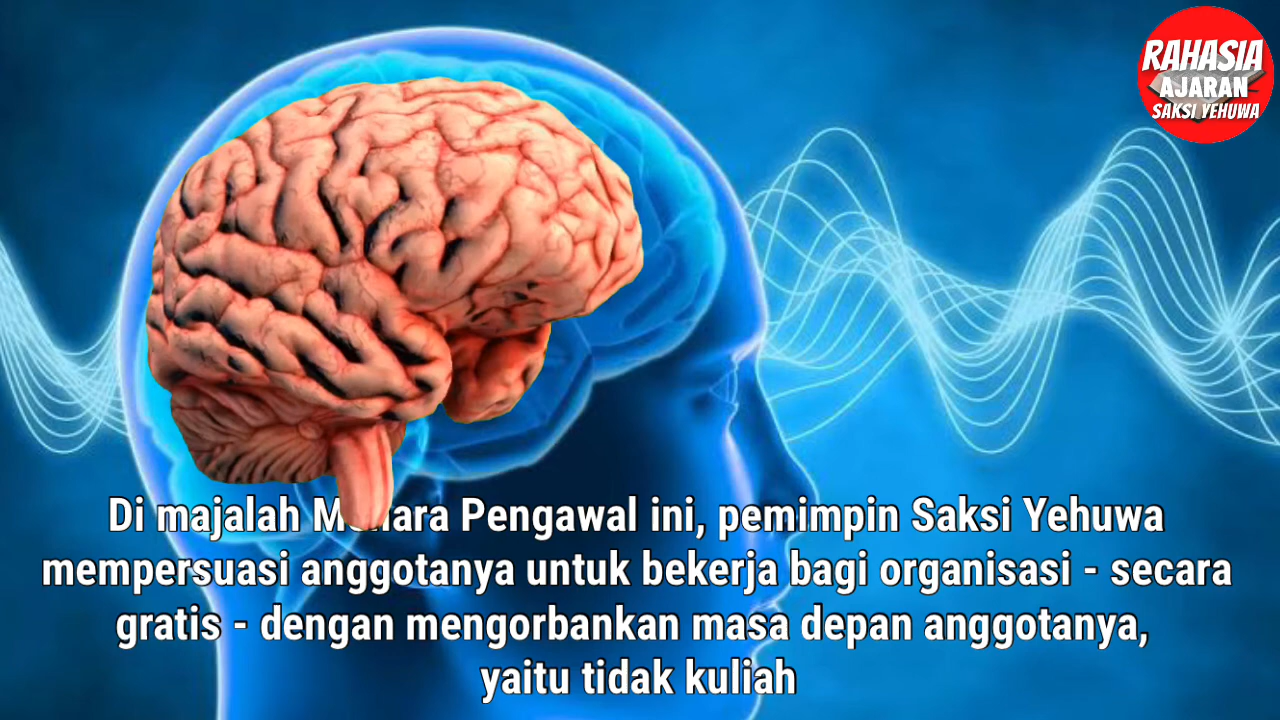 RAHASIA
AJARAN
SAKSI YEHUWA
Di majalah Menara Pengawal ini, pemimpin Saksi Yehuwa
mempersuasi anggotanya untuk bekerja bagi organisasi - secara
gratis - dengan mengorbankan masa depan anggotanya,
yaitu tidak kuliah